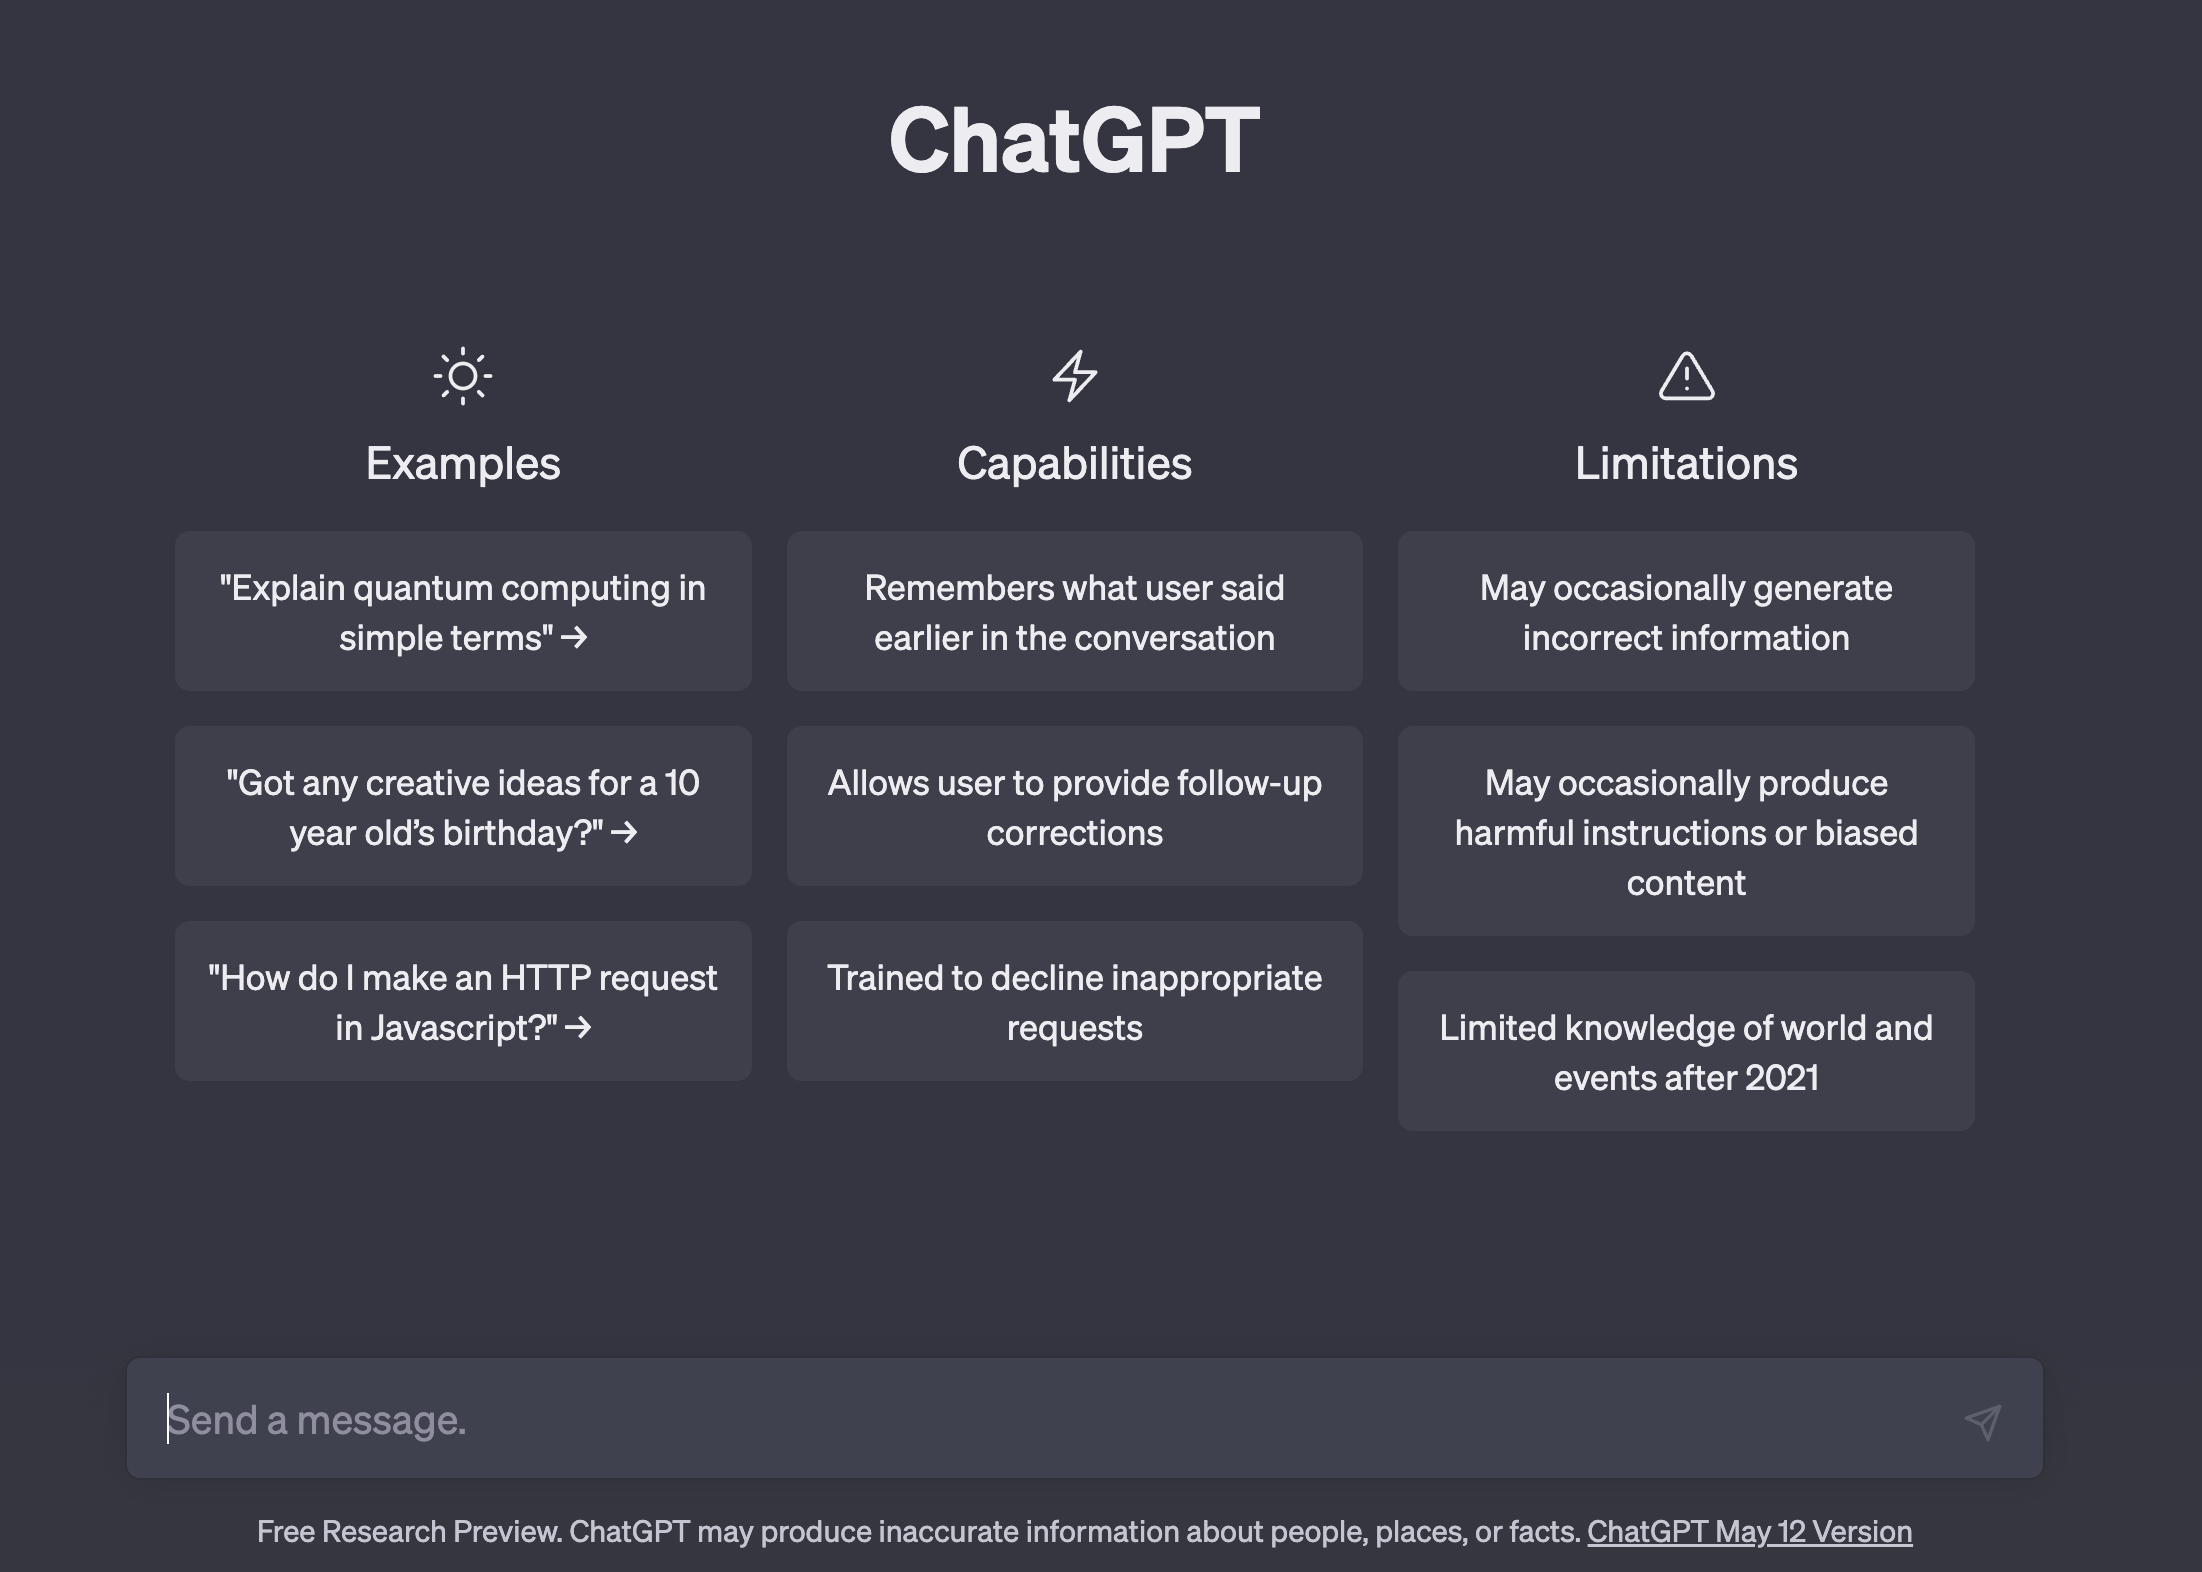 ChatGPT
Examples
"Explain quantum computing in
simple terms" →
"Got any creative ideas for a 10
year old’s birthday?" →
"How do I make an HTTP request
in Javascript?" →
Capabilities
Remembers what user said
earlier in the conversation
Allows user to provide follow-up
corrections
Trained to decline inappropriate
requests
Limitations
May occasionally generate
incorrect information
May occasionally produce
harmful instructions or biased
content
Limited knowledge of world and
events after 2021
Send a message.
Free Research Preview. ChatGPT may produce inaccurate information about people, places, or facts. ChatGPT May 12 Version